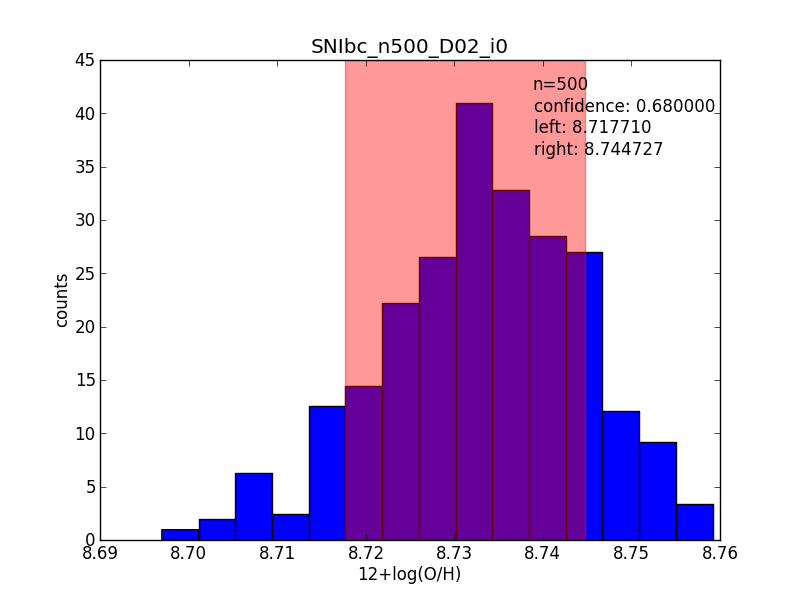 SNIbc_n500_D02_i0
n=500
confidence: 0.680000
left: 8.717710
right: 8.744727
counts
45
40
35
30
25
20
15
10
5
0
8.69 8.70 8.71 8.72 8.73 8.74 8.75 8.76
12+log(O/H)